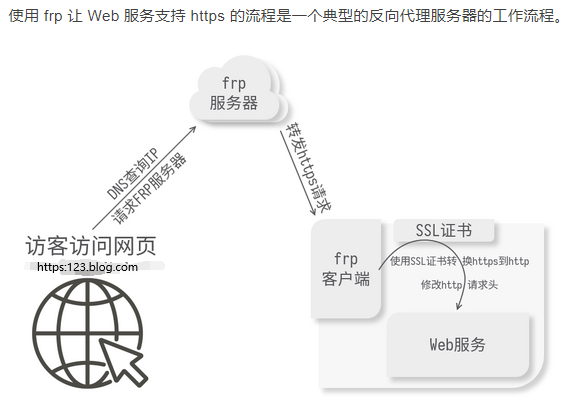 使用 frp 让 Web 服务支持 https 的流程是一个典型的反向代理服务器的工作流程。
frp
服务器
DNS查询IP
请求FRP服务器
转发https请求
访客访问网页
https:123.blog.com
frp
客户端
SSL证书
使用SSL证书转 换https到http
修改http 请求头
Web服务